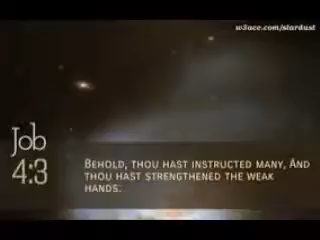 w3ace.com/stardust
Job
4:3
BEHOLD, THOU HAST INSTRUCTED MANY, AND
THOU HAST STRENGTHENED THE WEAK
HANDS.